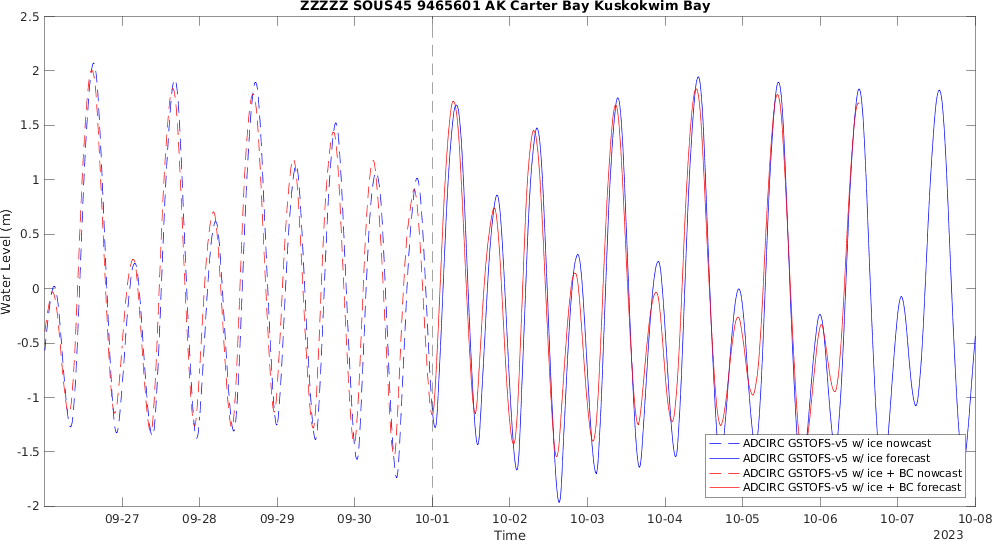 ZZZZZ SOUS45 9465601 AK Carter Bay Kuskokwim Bay
2.5
2
1.5
1
0.5
0
-0.5
-1
-1.5
-2
Water Level (m)
09-27 09-28 09-29 09-30 10-01 10-02 10-03 10-04 10-05 10-06 10-07 10-08
Time
2023
ADCIRC GSTOFS-v5 w/ ice nowcast
ADCIRC GSTOFS-v5 w/ ice forecast
ADCIRC GSTOFS-v5 w/ ice + BC nowcast
ADCIRC GSTOFS-v5 w/ ice + BC forecast